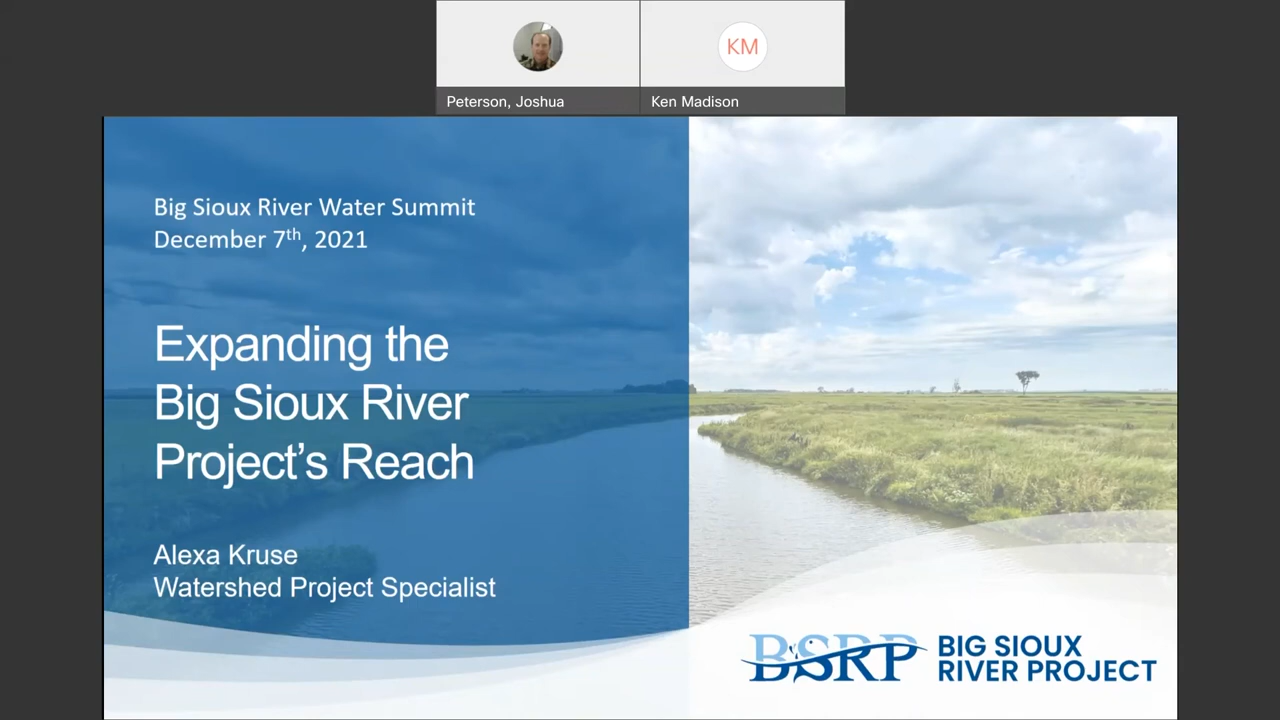 KM
Peterson, Joshua
Ken Madison
Big Sioux River Water Summit
December 7th, 2021
Expanding the
Big Sioux River
Project's Reach
Alexa Kruse
Watershed Project Specialist
BSRP
BIG SIOUX
RIVER PROJECT